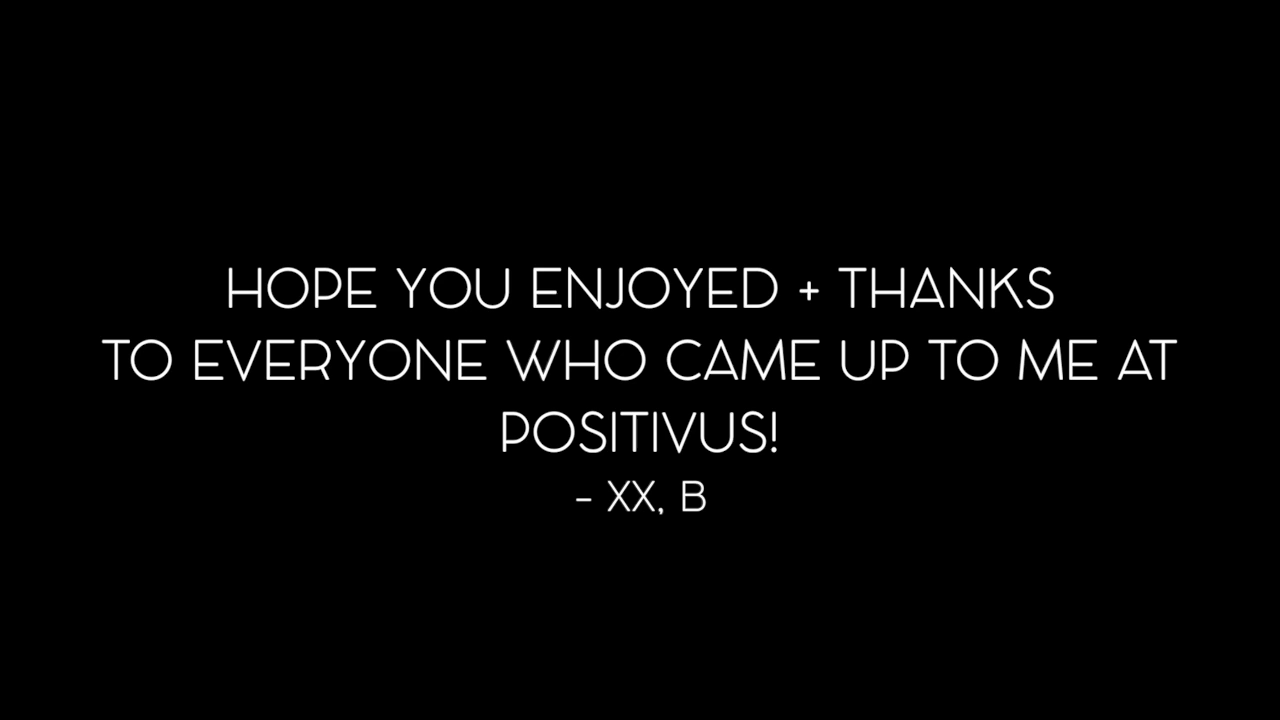 HOPE YOU ENJOYED + THANKS
TO EVERYONE WHO CAME UP TO ME AT
POSITIVUS!
- XX, B